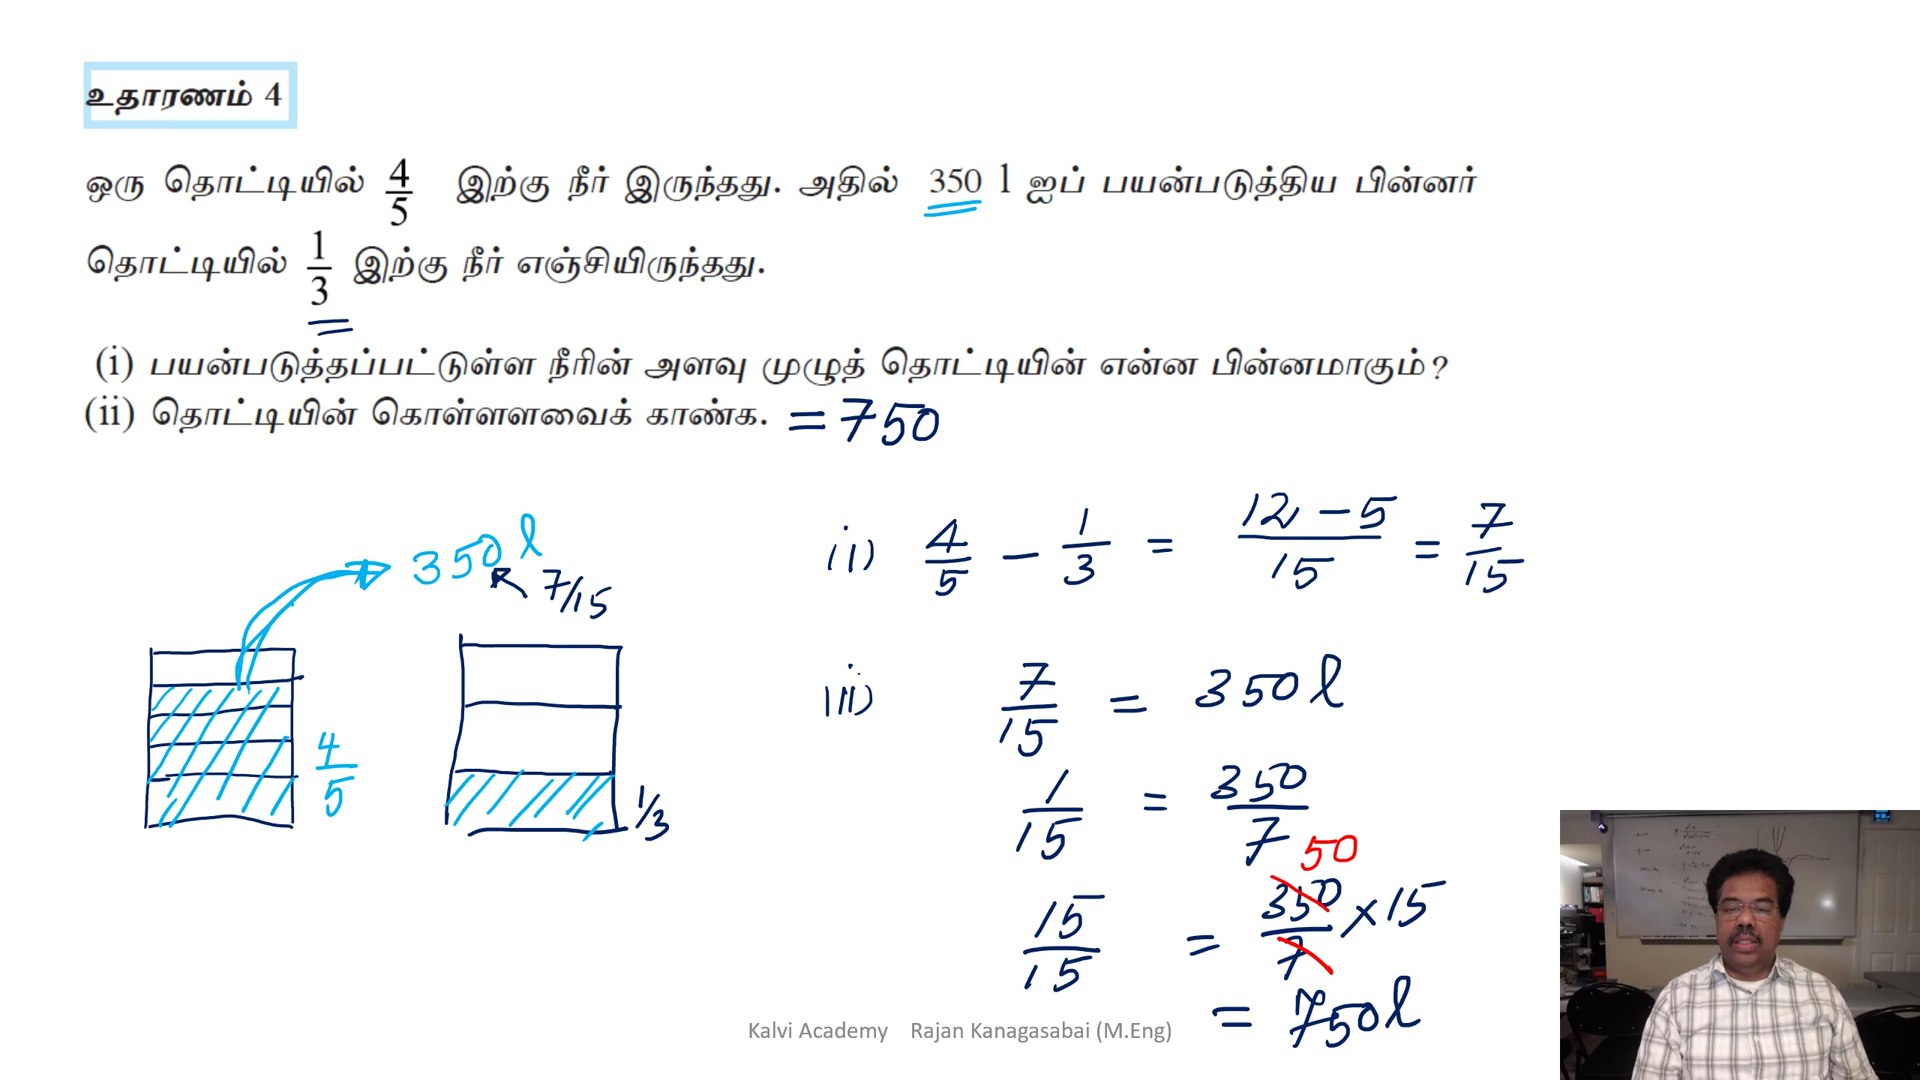 உதாரணம் 4
ஒரு தொட்டியில் 4/5 இற்கு நீர் இருந்தது. அதில் 350 l ஐப் பயன்படுத்திய பின்னர்
தொட்டியில் 1/3 இற்கு நீர் எஞ்சியிருந்தது.
(i) பயன்படுத்தப்பட்டுள்ள நீரின் அளவு முழுத் தொட்டியின் என்ன பின்னமாகும்?
(ii) தொட்டியின் கொள்ளளவைக் காண்க. = 750
350 l
7/15
4/5
1/3
(i) 4/5 - 1/3 = 12 - 5/15 = 7/15
(ii) 7/15 = 350 l
1/15 = 350/7
50
15/15 = 350/7 × 15
= 750 l
Kalvi Academy Rajan Kanagasabai (M.Eng)